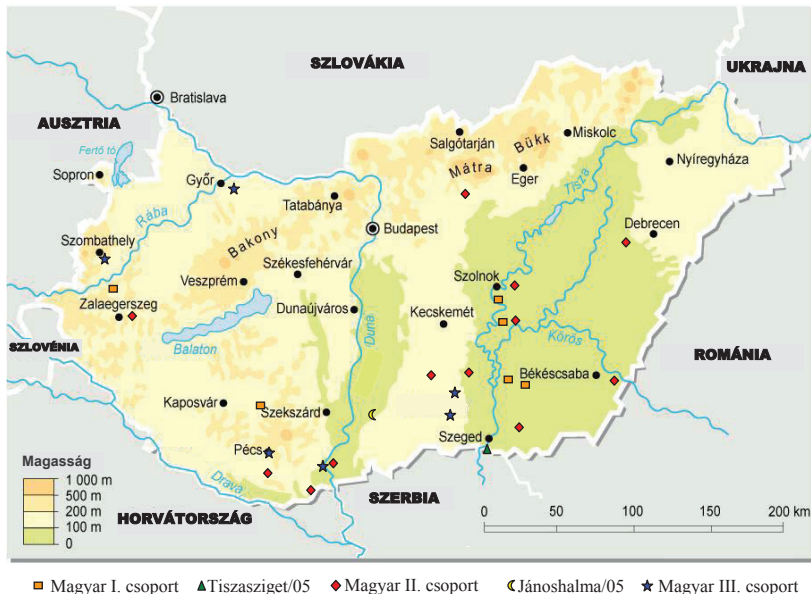 SZLOVÁKIA
UKRAJNA
Bratislava
AUSZTRIA
Salgótarján
Miskolc
Bükk
Fertő tó
Nyíregyháza
Mátra
Sopron
Győr
Eger
Tisza
Tatabánya
Rába
Debrecen
Budapest
Bakony
Szombathely
Székesfehérvár
Veszprém
Szolnok
Zalaegerszeg
Dunaújváros
Kecskemét
Duna
Körös
SZLOVÉNIA
Balaton
ROMÁNIA
Békéscsaba
Kaposvár
Szekszárd
Szeged
Pécs
Magasság
1 000 m
500 m
200 m
100 m
0
Drava
SZERBIA
HORVÁTORSZÁG
0 50 100 150 200 km
Magyar I. csoport Tiszasziget/05 Magyar II. csoport Jánoshalma/05 Magyar III. csoport